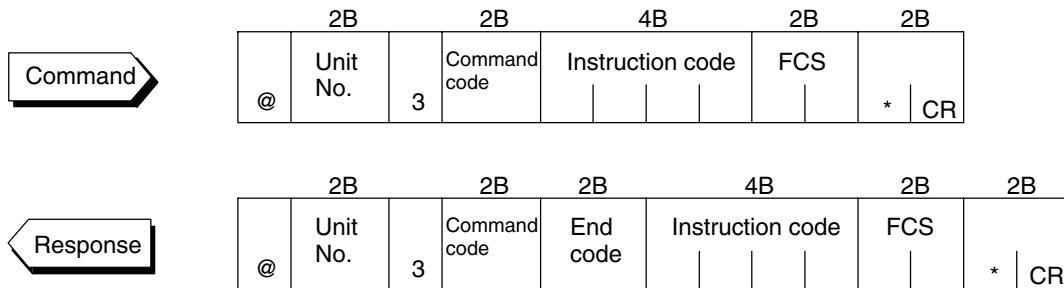 2B 2B 4B 2B 2B
Command @ Unit No. 3 Command code Instruction code FCS * CR
2B 2B 2B 4B 2B 2B
Response @ Unit No. 3 Command code End code Instruction code FCS * CR